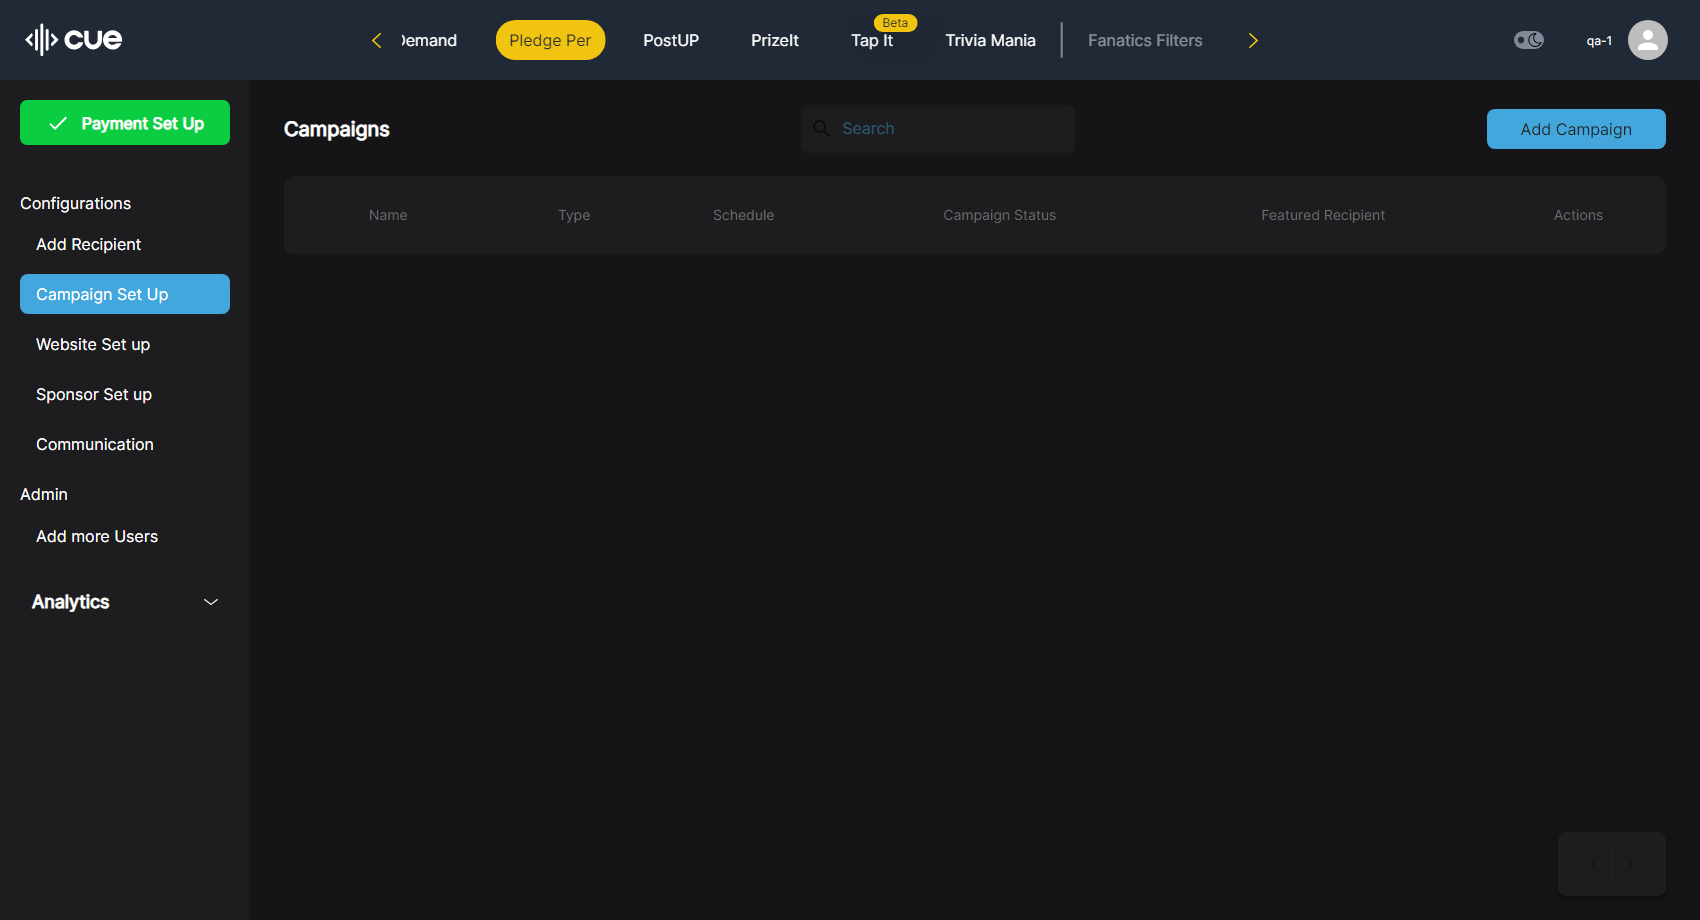 cue
Demand
Pledge Per
PostUP
PrizeIt
Beta
Tap It
Trivia Mania
Fanatics Filters
qa-1
Payment Set Up
Configurations
Add Recipient
Campaign Set Up
Website Set up
Sponsor Set up
Communication
Admin
Add more Users
Analytics
Campaigns
Search
Add Campaign
Name Type Schedule Campaign Status Featured Recipient Actions